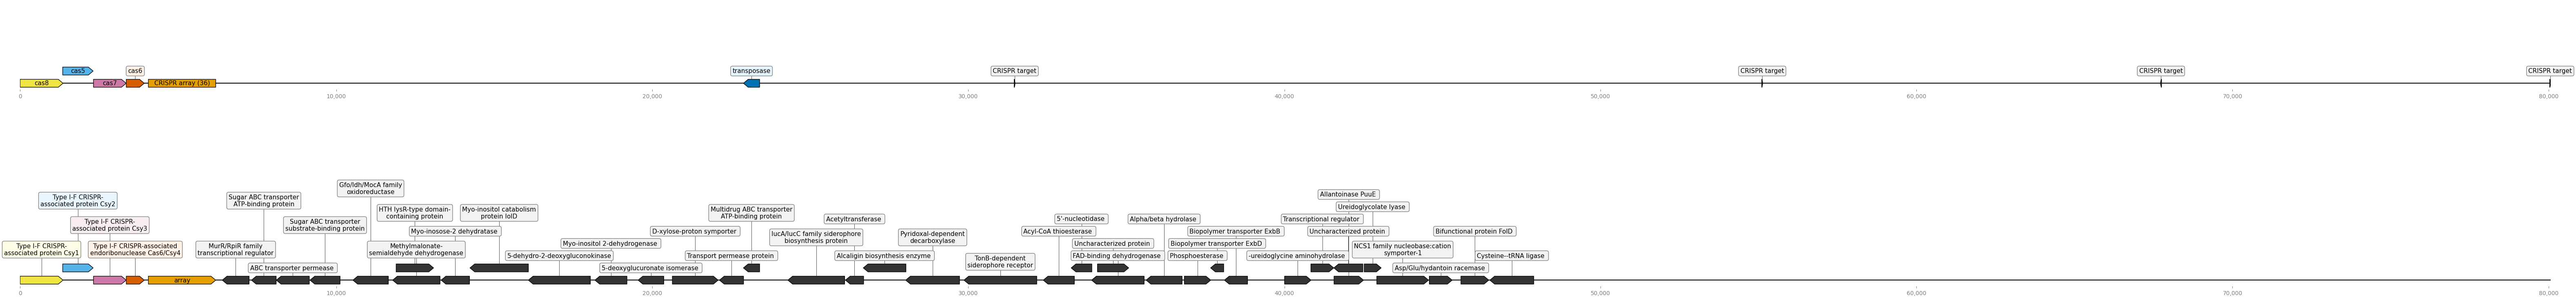 cas5
cas6
transposase
CRISPR target
CRISPR target
CRISPR target
CRISPR target
cas8
cas7
CRISPR array (36)
0
10,000
20,000
30,000
40,000
50,000
60,000
70,000
80,000
Gfo/Idh/MocA family
oxidoreductase
Allantoinase PuuE
Type I-F CRISPR-
associated protein Csy2
Sugar ABC transporter
ATP-binding protein
Ureidoglycolate lyase
HTH lysR-type domain-
containing protein
Myo-inositol catabolism
protein IolD
Multidrug ABC transporter
ATP-binding protein
Acetyltransferase
5'-nucleotidase
Alpha/beta hydrolase
Transcriptional regulator
Type I-F CRISPR-
associated protein Csy3
Sugar ABC transporter
substrate-binding protein
Myo-inosose-2 dehydratase
D-xylose-proton symporter
IucA/IucC family siderophore
biosynthesis protein
Pyridoxal-dependent
decarboxylase
Acyl-CoA thioesterase
Biopolymer transporter ExbB
Uncharacterized protein
Bifunctional protein FolD
Type I-F CRISPR-
associated protein Csy1
Type I-F CRISPR-associated
endoribonuclease Cas6/Csy4
MurR/RpiR family
transcriptional regulator
Methylmalonate-
semialdehyde dehydrogenase
Myo-inositol 2-dehydrogenase
Uncharacterized protein
Biopolymer transporter ExbD
NCS1 family nucleobase:cation
symporter-1
5-dehydro-2-deoxygluconokinase
Transport permease protein
Alcaligin biosynthesis enzyme
TonB-dependent
siderophore receptor
FAD-binding dehydrogenase
Phosphoesterase
-ureidoglycine aminohydrolase
Cysteine--tRNA ligase
ABC transporter permease
5-deoxyglucuronate isomerase
Asp/Glu/hydantoin racemase
array
0
10,000
20,000
30,000
40,000
50,000
60,000
70,000
80,000